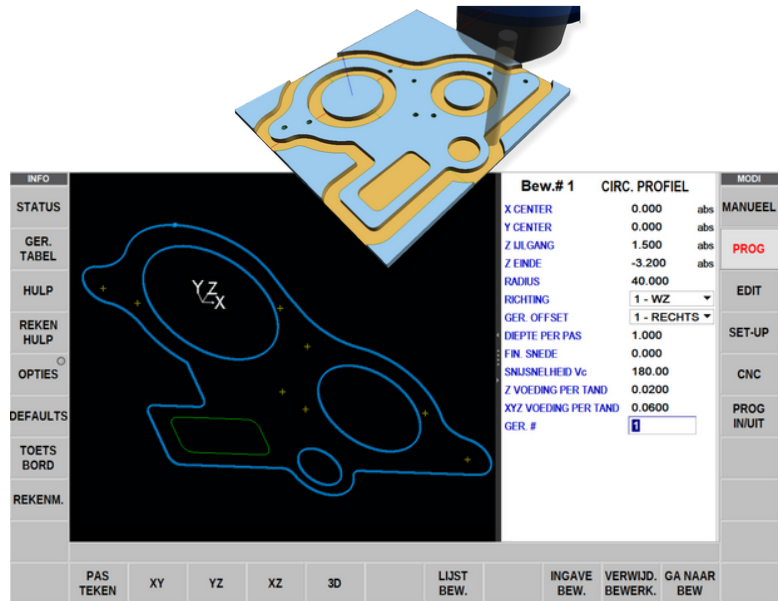 INFO
STATUS
GER.
TABEL
HULP
REKEN
HULP
OPTIES
DEFAULTS
TOETS
BORD
REKENM.
Y Z
X
Bew.# 1 CIRC. PROFIEL
X CENTER 0.000 abs
Y CENTER 0.000 abs
Z IJLGANG 1.500 abs
Z EINDE -3.200 abs
RADIUS 40.000
RICHTING 1 - WZ
GER. OFFSET 1 - RECHTS
DIEPTE PER PAS 1.000
FIN. SNEDE 0.000
SNIJSNELHEID Vc 180.00
Z VOEDING PER TAND 0.0200
XYZ VOEDING PER TAND 0.0600
GER. # 1
MODI
MANUEEL
PROG
EDIT
SET-UP
CNC
PROG
IN/UIT
PAS
TEKEN
XY
YZ
XZ
3D
LIJST
BEW.
INGAVE
BEW.
VERWIJD.
BEWERK.
GA NAAR
BEW